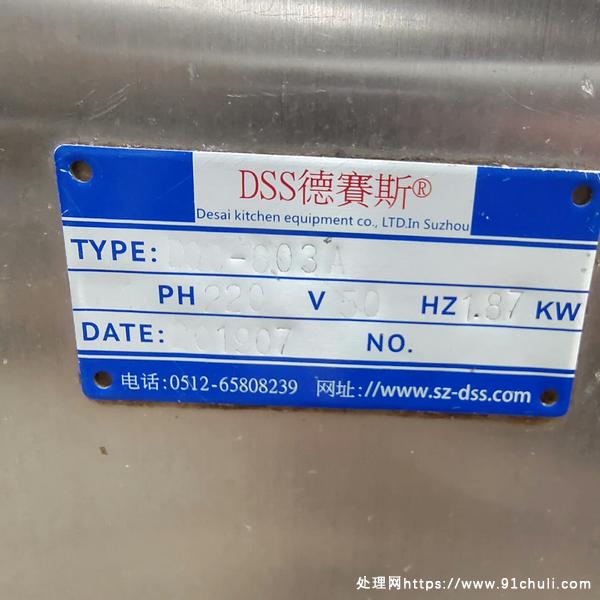 DSS德賽斯®
Desai kitchen equipment co., LTD.In Suzhou
TYPE:
PH 220 V 50 HZ 1.87 KW
DATE: 201907 NO.
电话:0512-65808239 网址://www.sz-dss.com
处理网https://www.91chuli.com